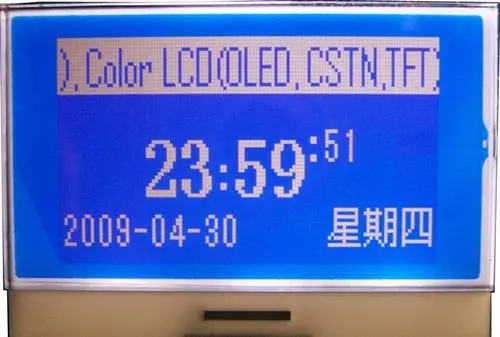 ), Color LCD(OLED, CSTN,TFT)
23:59:51
2009-04-30 星期四